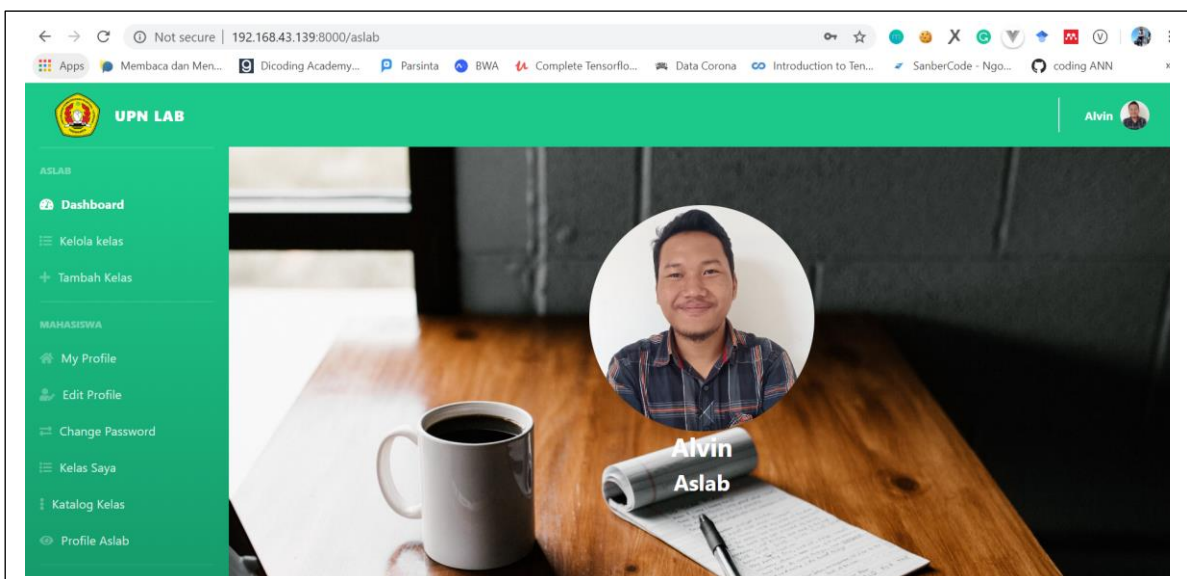 Not secure | 192.168.43.139:8000/aslab
Apps Membaca dan Men... Dicoding Academy... Parsinta BWA Complete Tensorflo... Data Corona Introduction to Ten... SanberCode - Ngo... coding ANN
UPN LAB
Alvin
ASLAB
Dashboard
Kelola kelas
Tambah Kelas
MAHASISWA
My Profile
Edit Profile
Change Password
Kelas Saya
Katalog Kelas
Profile Aslab
Alvin
Aslab